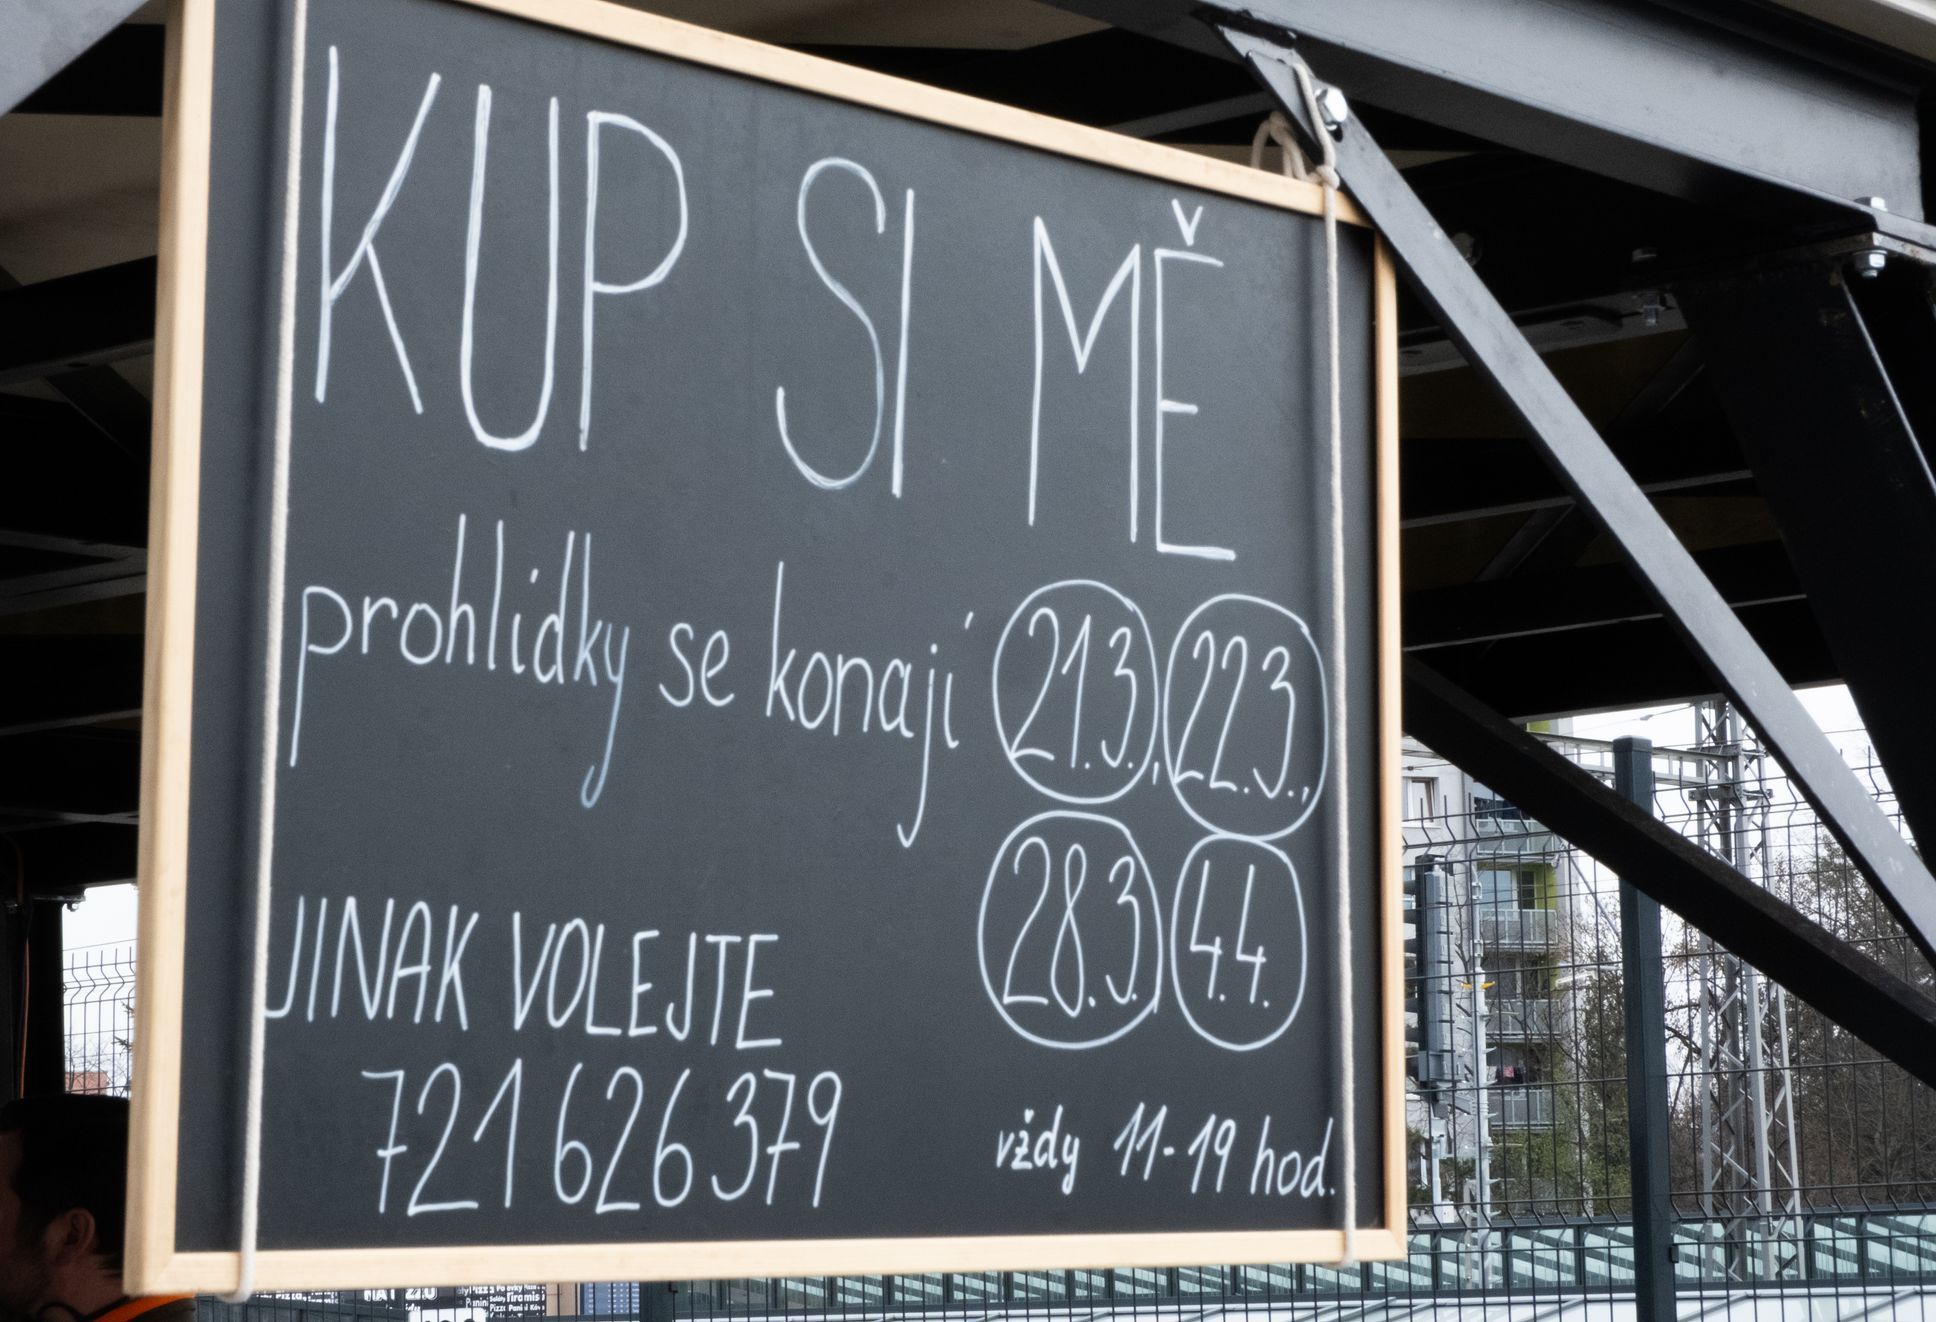 KUP SI MĚ
prohlídky se konají 21.3., 22.3.,
28.3. 4.4.
JINAK VOLEJTE
721 626 379
vždy 11-19 hod.